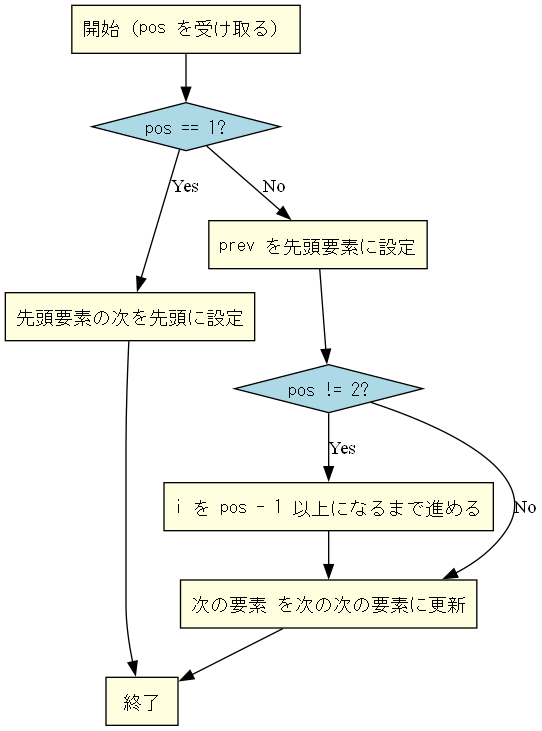 開始 (pos を受け取る)
pos == 1?
Yes
No
prev を先頭要素に設定
先頭要素の次を先頭に設定
pos != 2?
Yes
i を pos - 1 以上になるまで進める
No
次の要素 を次の次の要素に更新
終了